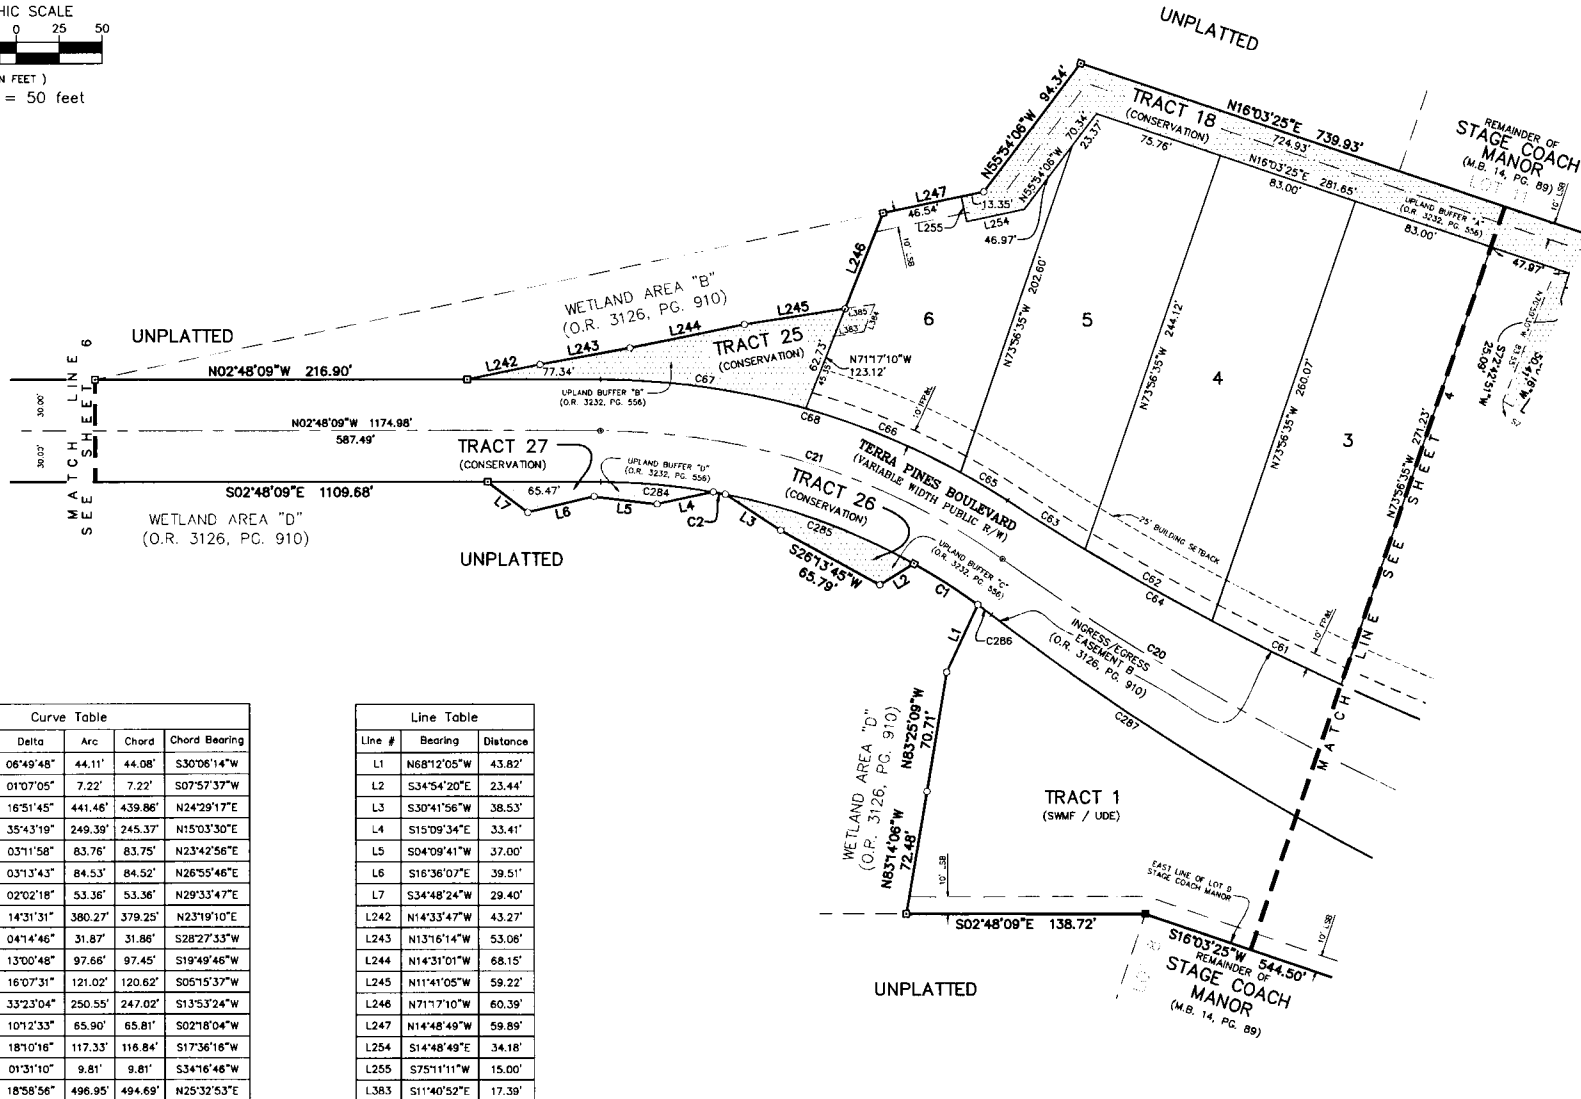 HIC SCALE
0 25 50
N FEET )
= 50 feet
UNPLATTED
N55°54'06"W 94.34'
TRACT 18
(CONSERVATION)
N16°03'25"E 739.93'
724.93'
REMAINDER OF
STAGE COACH
MANOR
(M.B. 14, PG. 89)
10' LSB
N55°54'06"W 70.34'
23.37'
75.76'
N16°03'25"E 281.65'
83.00'
UPLAND BUFFER "A"
(O.R. 3232, PG. 556)
83.00'
47.97'
S72°42'51"W
25.09'
L247
46.54'
13.35'
L255
L254
46.97'
L246
10' LSB
WETLAND AREA "B"
(O.R. 3126, PG. 910)
L245
L244
L243
L242
TRACT 25
(CONSERVATION)
L385
L383
L384
77.34'
UPLAND BUFFER "B"
(O.R. 3232, PG. 556)
C67
62.73'
45.35'
N71°17'10"W
123.12'
6
5
4
3
N73°56'35"W 202.60'
N73°56'35"W 244.12'
N73°56'35"W 260.07'
N73°56'35"W 271.23'
UNPLATTED
MATCH LINE
SEE SHEET 6
30.00'
30.00'
N02°48'09"W 216.90'
N02°48'09"W 1174.98'
587.49'
S02°48'09"E 1109.68'
WETLAND AREA "D"
(O.R. 3126, PG. 910)
TRACT 27
(CONSERVATION)
UPLAND BUFFER "D"
(O.R. 3232, PG. 556)
65.47'
C284
L7
L6
L5
L4
C2
UNPLATTED
C68
C66
10' FP&L
C21
TERRA PINES BOULEVARD
(VARIABLE WIDTH PUBLIC R/W)
C65
C63
25' BUILDING SETBACK
TRACT 26
(CONSERVATION)
L3
C285
S26°13'45"W
65.79'
L2
UPLAND BUFFER "C"
(O.R. 3232, PG. 556)
C1
C62
C64
C61
10' FP&L
L1
C286
INGRESS/EGRESS
EASEMENT B
(O.R. 3126, PG. 910)
C20
C287
MATCH LINE SEE SHEET 4
WETLAND AREA "D"
(O.R. 3126, PG. 910)
N83°25'09"W
70.71'
N83°14'06"W
72.48'
TRACT 1
(SWMF / UDE)
10' LSB
EAST LINE OF LOT 8
STAGE COACH MANOR
10' LSB
S02°48'09"E 138.72'
S16°03'25"W 544.50'
REMAINDER OF
STAGE COACH
MANOR
(M.B. 14, PG. 89)
UNPLATTED
Curve Table
Delta Arc Chord Chord Bearing
06°49'48" 44.11' 44.08' S30°06'14"W
01°07'05" 7.22' 7.22' S07°57'37"W
16°51'45" 441.46' 439.86' N24°29'17"E
35°43'19" 249.39' 245.37' N15°03'30"E
03°11'58" 83.76' 83.75' N23°42'56"E
03°13'43" 84.53' 84.52' N26°55'46"E
02°02'18" 53.36' 53.36' N29°33'47"E
14°31'31" 380.27' 379.25' N23°19'10"E
04°14'46" 31.87' 31.86' S28°27'33"W
13°00'48" 97.66' 97.45' S19°49'46"W
16°07'31" 121.02' 120.62' S05°15'37"W
33°23'04" 250.55' 247.02' S13°53'24"W
10°12'33" 65.90' 65.81' S02°18'04"W
18°10'16" 117.33' 116.84' S17°36'16"W
01°31'10" 9.81' 9.81' S34°16'46"W
18°58'56" 496.95' 494.69' N25°32'53"E
Line Table
Line # Bearing Distance
L1 N68°12'05"W 43.82'
L2 S34°54'20"E 23.44'
L3 S30°41'56"W 38.53'
L4 S15°09'34"E 33.41'
L5 S04°09'41"W 37.00'
L6 S16°36'07"E 39.51'
L7 S34°48'24"W 29.40'
L242 N14°33'47"W 43.27'
L243 N13°16'14"W 53.06'
L244 N14°31'01"W 68.15'
L245 N11°41'05"W 59.22'
L246 N71°17'10"W 60.39'
L247 N14°48'49"W 59.89'
L254 S14°48'49"E 34.18'
L255 S75°11'11"W 15.00'
L383 S11°40'52"E 17.39'